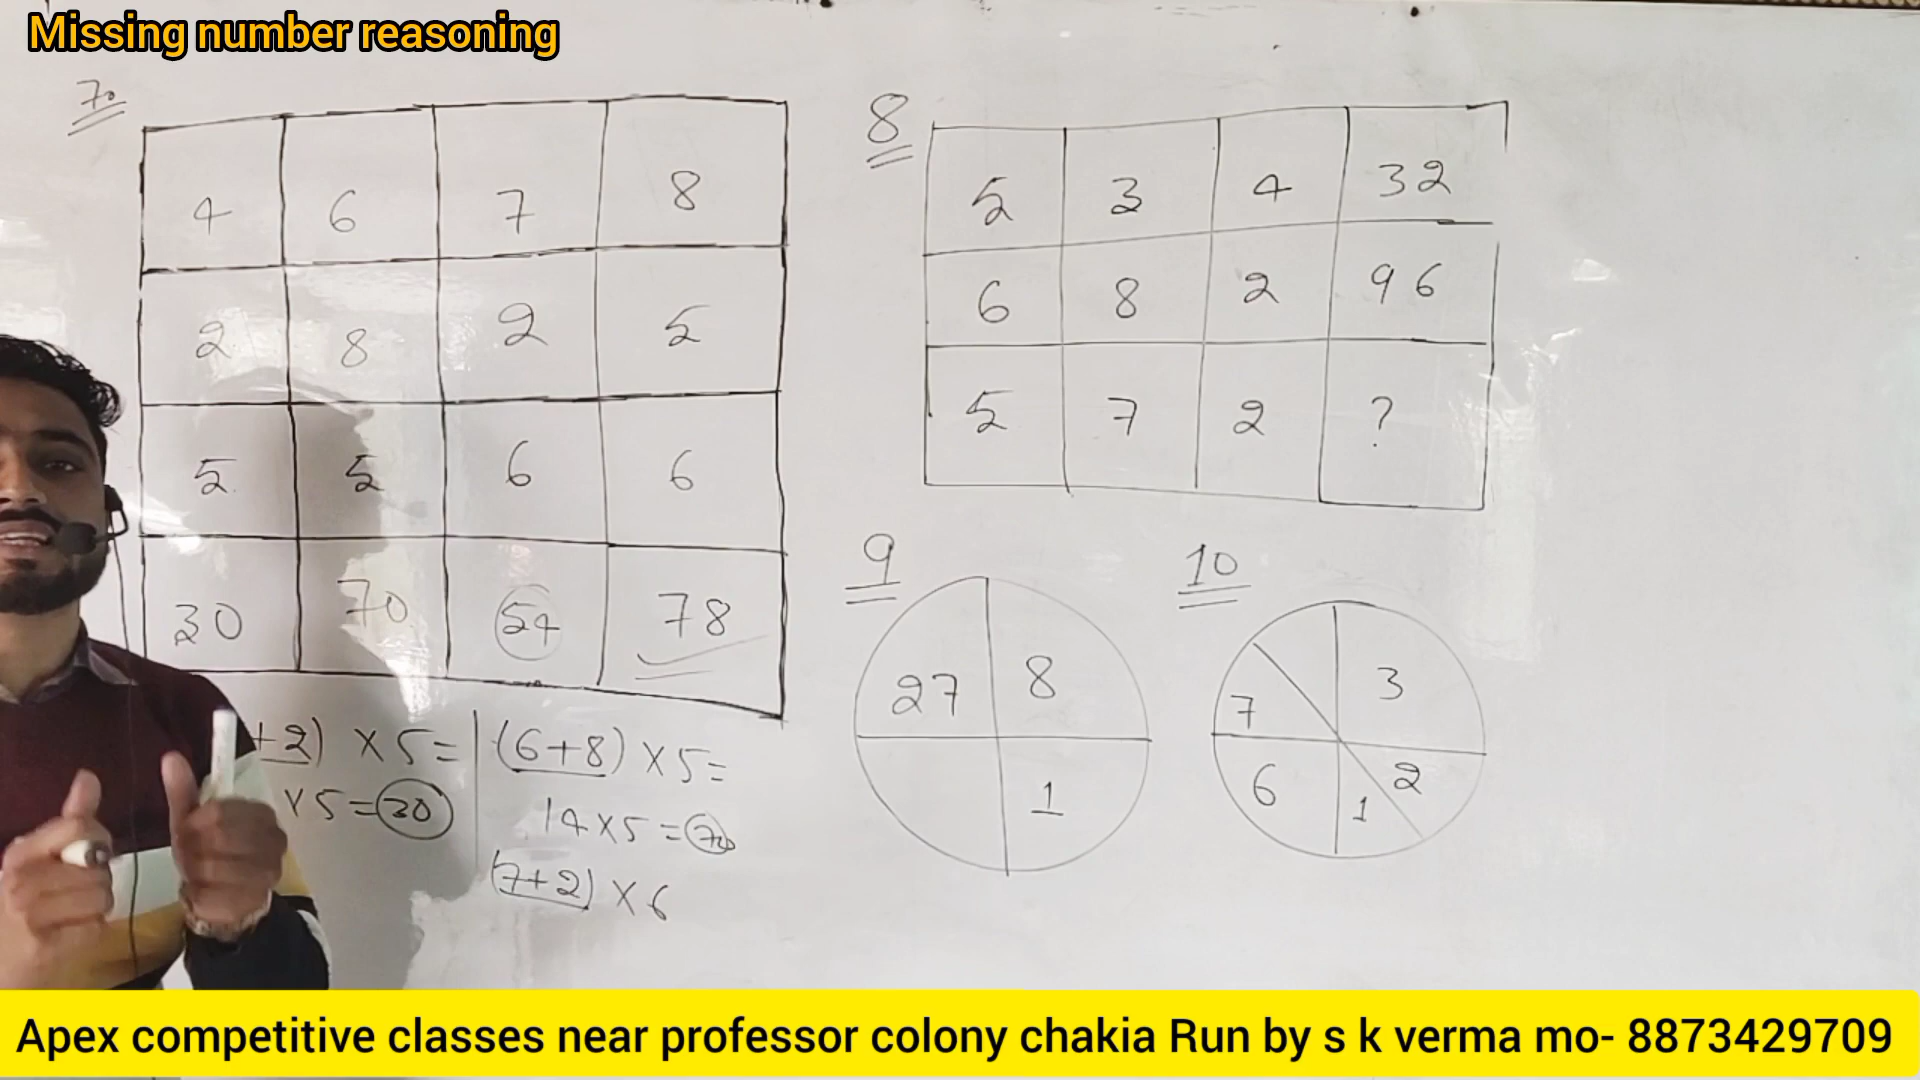 Missing number reasoning
7
4 6 7 8
2 8 2 5
5 5 6 6
30 70 54 78
+2) × 5 =
× 5 = 30
(6+8) × 5 =
14 × 5 = 70
(7+2) × 6
8
5 3 4 32
6 8 2 96
5 7 2 ?
9
27 8
1
10
7 3
6 1 2
Apex competitive classes near professor colony chakia Run by s k verma mo- 8873429709